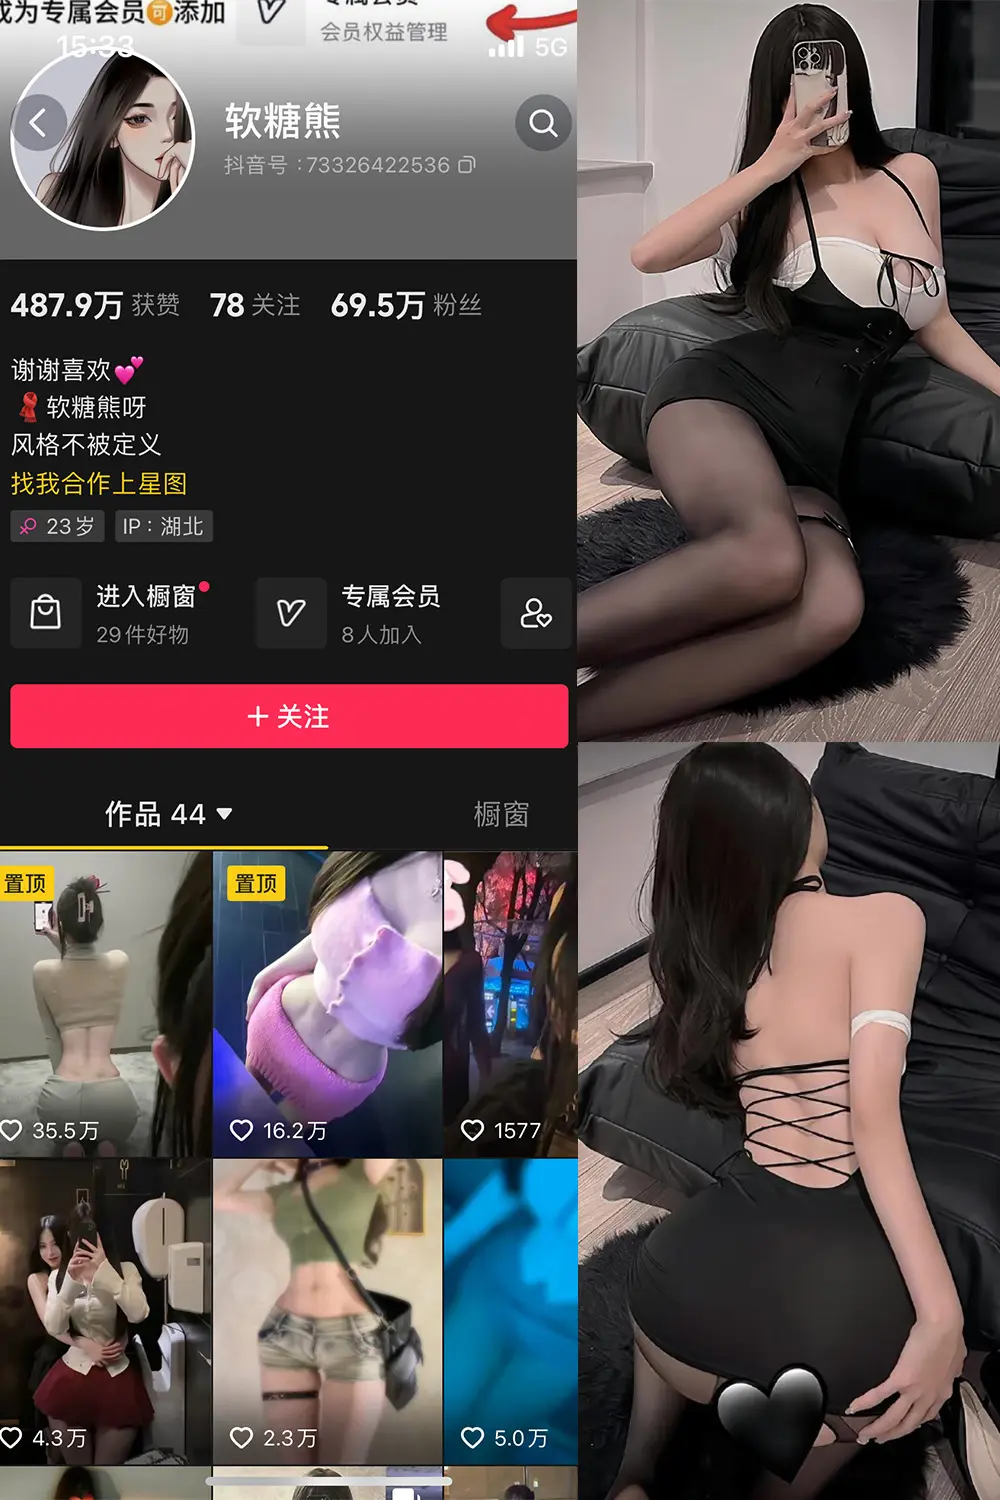 成为专属会员可添加
会员权益管理
15:33
5G
软糖熊
抖音号：73326422536
487.9万 获赞 78 关注 69.5万 粉丝
谢谢喜欢💕
🧣软糖熊呀
风格不被定义
找我合作上星图
23岁 IP：湖北
进入橱窗
29件好物
专属会员
8人加入
+ 关注
作品 44
橱窗
置顶
置顶
35.5万
16.2万
1577
4.3万
2.3万
5.0万